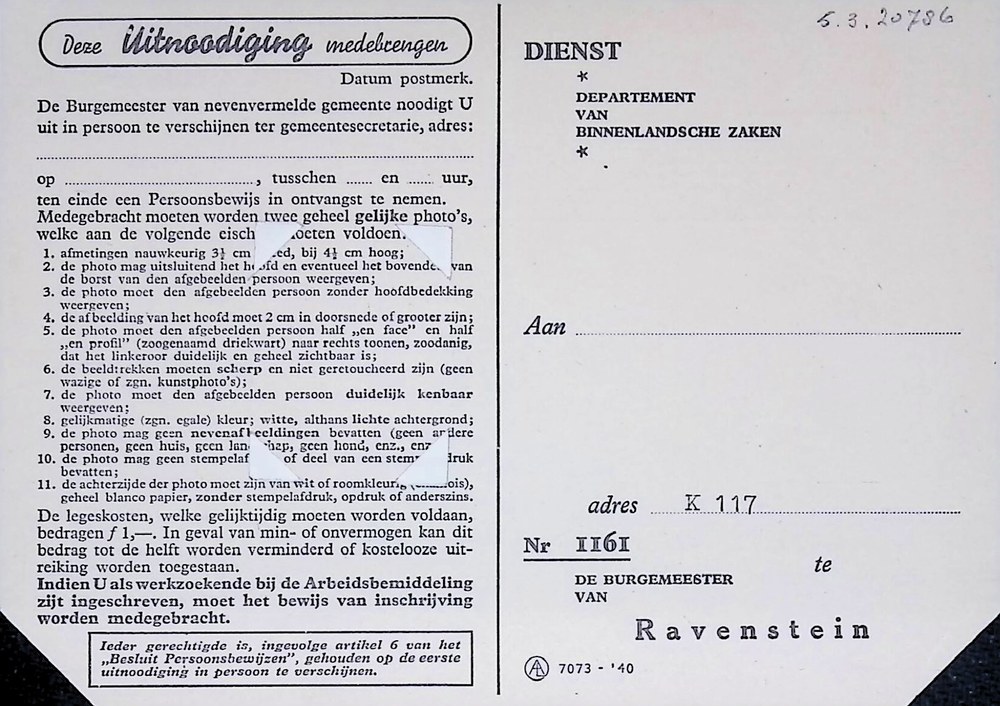 Deze Uitnoodiging medebrengen
Datum postmerk.
De Burgemeester van nevenvermelde gemeente noodigt U
uit in persoon te verschijnen ter gemeentesecretarie, adres:
op , tusschen en uur,
ten einde een Persoonsbewijs in ontvangst te nemen.
Medegebracht moeten worden twee geheel gelijke photo's,
welke aan de volgende eisch oeten voldoen:
1. afmetingen nauwkeurig 3½ cm ed, bij 4½ cm hoog;
2. de photo mag uitsluitend het hoofd en eventueel het bovende van
de borst van den afgebeelden persoon weergeven;
3. de photo moet den afgebeelden persoon zonder hoofdbedekking
weergeven;
4. de afbeelding van het hoofd moet 2 cm in doorsnede of grooter zijn;
5. de photo moet den afgebeelden persoon half „en face" en half
„en profil" (zoogenaamd driekwart) naar rechts toonen, zoodanig,
dat het linkeroor duidelijk en geheel zichtbaar is;
6. de beeldtrekken moeten scherp en niet geretoucheerd zijn (geen
wazige of zgn. kunstphoto's);
7. de photo moet den afgebeelden persoon duidelijk kenbaar
weergeven;
8. gelijkmatige (zgn. egale) kleur; witte, althans lichte achtergrond;
9. de photo mag geen nevenafbeeldingen bevatten (geen andere
personen, geen huis, geen lan hap, geen hond, enz., enz
10. de photo mag geen stempelaf of deel van een stem druk
bevatten;
11. de achterzijde der photo moet zijn van wit of roomkleurig ois),
geheel blanco papier, zonder stempelafdruk, opdruk of anderszins.
De legeskosten, welke gelijktijdig moeten worden voldaan,
bedragen f 1,—. In geval van min- of onvermogen kan dit
bedrag tot de helft worden verminderd of kostelooze uit-
reiking worden toegestaan.
Indien U als werkzoekende bij de Arbeidsbemiddeling
zijt ingeschreven, moet het bewijs van inschrijving
worden medegebracht.
Ieder gerechtigde is, ingevolge artikel 6 van het
„Besluit Persoonsbewijzen", gehouden op de eerste
uitnoodiging in persoon te verschijnen.
5.3.20786
DIENST
*
DEPARTEMENT
VAN
BINNENLANDSCHE ZAKEN
*
Aan
adres K 117
Nr 1161
te
DE BURGEMEESTER
VAN
Ravenstein
AL 7073 - '40